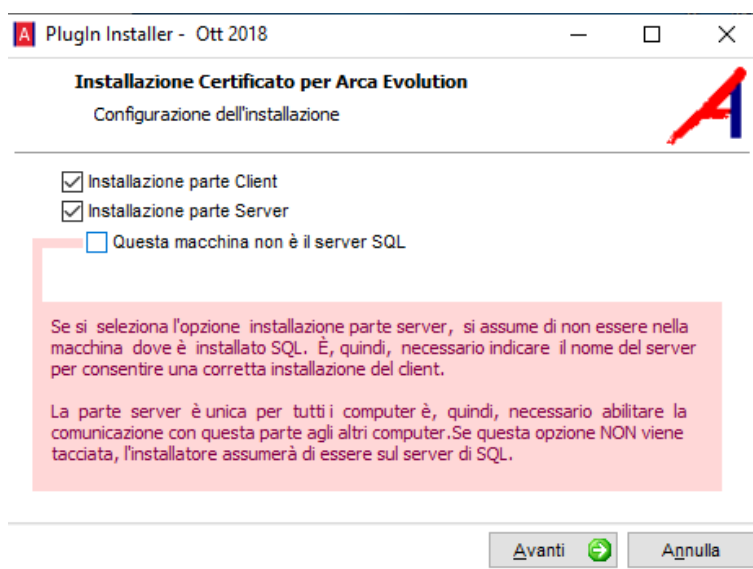 A PlugIn Installer - Ott 2018
Installazione Certificato per Arca Evolution
Configurazione dell'installazione
Installazione parte Client
Installazione parte Server
Questa macchina non è il server SQL
Se si seleziona l'opzione installazione parte server, si assume di non essere nella
macchina dove è installato SQL. È, quindi, necessario indicare il nome del server
per consentire una corretta installazione del client.
La parte server è unica per tutti i computer è, quindi, necessario abilitare la
comunicazione con questa parte agli altri computer.Se questa opzione NON viene
tacciata, l'installatore assumerà di essere sul server di SQL.
Avanti
Annulla